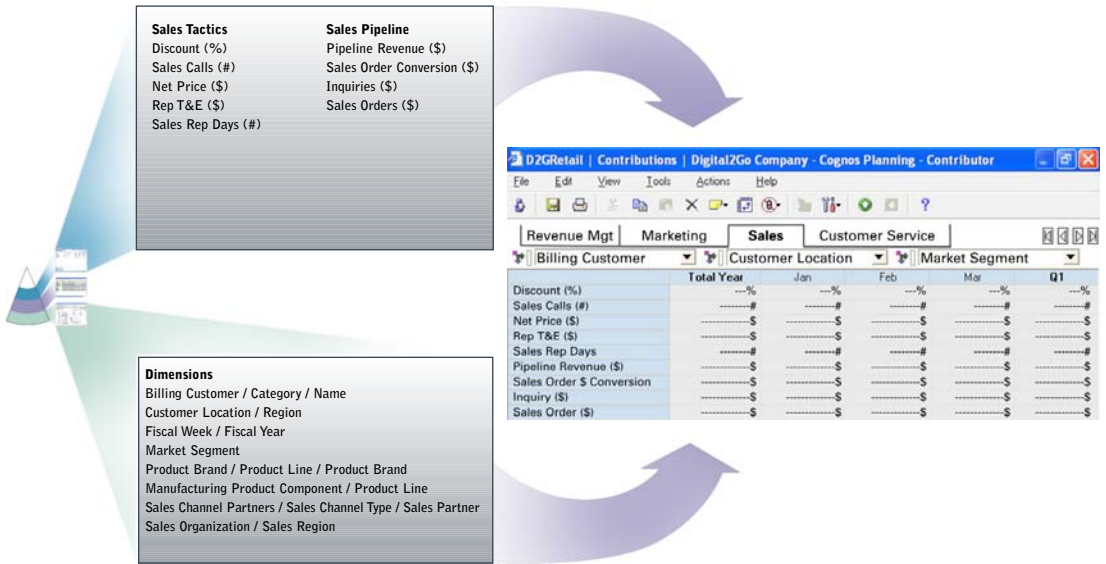 Sales Tactics
Discount (%)
Sales Calls (#)
Net Price ($)
Rep T&E ($)
Sales Rep Days (#)
Sales Pipeline
Pipeline Revenue ($)
Sales Order Conversion ($)
Inquiries ($)
Sales Orders ($)
Dimensions
Billing Customer / Category / Name
Customer Location / Region
Fiscal Week / Fiscal Year
Market Segment
Product Brand / Product Line / Product Brand
Manufacturing Product Component / Product Line
Sales Channel Partners / Sales Channel Type / Sales Partner
Sales Organization / Sales Region
D2GRetail | Contributions | Digital2Go Company - Cognos Planning - Contributor
File Edit View Tools Actions Help
Revenue Mgt Marketing Sales Customer Service
Billing Customer Customer Location Market Segment
Total Year Jan Feb Mar Q1
Discount (%) ---% ---% ---% ---% ---%
Sales Calls (#) -------# -------# -------# -------# -------#
Net Price ($) -----------$ -----------$ -----------$ -----------$ -----------$
Rep T&E ($) -----------$ -----------$ -----------$ -----------$ -----------$
Sales Rep Days -------# -------# -------# -------# -------#
Pipeline Revenue ($) -----------$ -----------$ -----------$ -----------$ -----------$
Sales Order $ Conversion -----------$ -----------$ -----------$ -----------$ -----------$
Inquiry ($) -----------$ -----------$ -----------$ -----------$ -----------$
Sales Order ($) -----------$ -----------$ -----------$ -----------$ -----------$